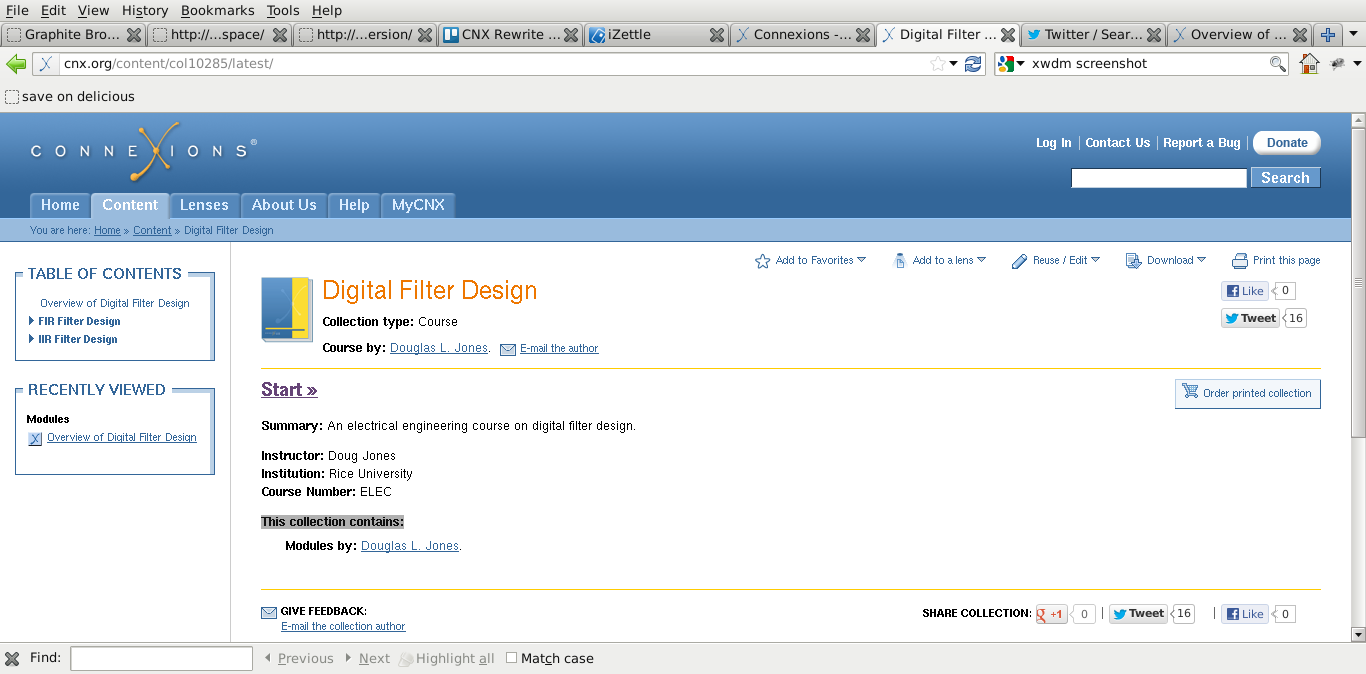 File Edit View History Bookmarks Tools Help
Graphite Bro... http://...space/ http://...ersion/ CNX Rewrite ... iZettle Connexions -... Digital Filter ... Twitter / Sear... Overview of ...
cnx.org/content/col10285/latest/ xwdm screenshot
save on delicious
CONNEXIONS®
Log In Contact Us Report a Bug Donate
Search
Home Content Lenses About Us Help MyCNX
You are here: Home » Content » Digital Filter Design
TABLE OF CONTENTS
Overview of Digital Filter Design
FIR Filter Design
IIR Filter Design
RECENTLY VIEWED
Modules
Overview of Digital Filter Design
Add to Favorites Add to a lens Reuse / Edit Download Print this page
Digital Filter Design
Like 0
Collection type: Course
Tweet 16
Course by: Douglas L. Jones. E-mail the author
Start »
Order printed collection
Summary: An electrical engineering course on digital filter design.
Instructor: Doug Jones
Institution: Rice University
Course Number: ELEC
This collection contains:
Modules by: Douglas L. Jones.
GIVE FEEDBACK:
E-mail the collection author
SHARE COLLECTION: g +1 0 | Tweet 16 | Like 0
Find: Previous Next Highlight all Match case